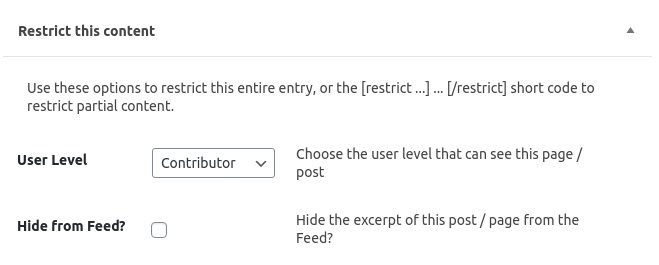 Restrict this content
Use these options to restrict this entire entry, or the [restrict ...] ... [/restrict] short code to
restrict partial content.
User Level
Contributor
Choose the user level that can see this page /
post
Hide from Feed?
Hide the excerpt of this post / page from the
Feed?